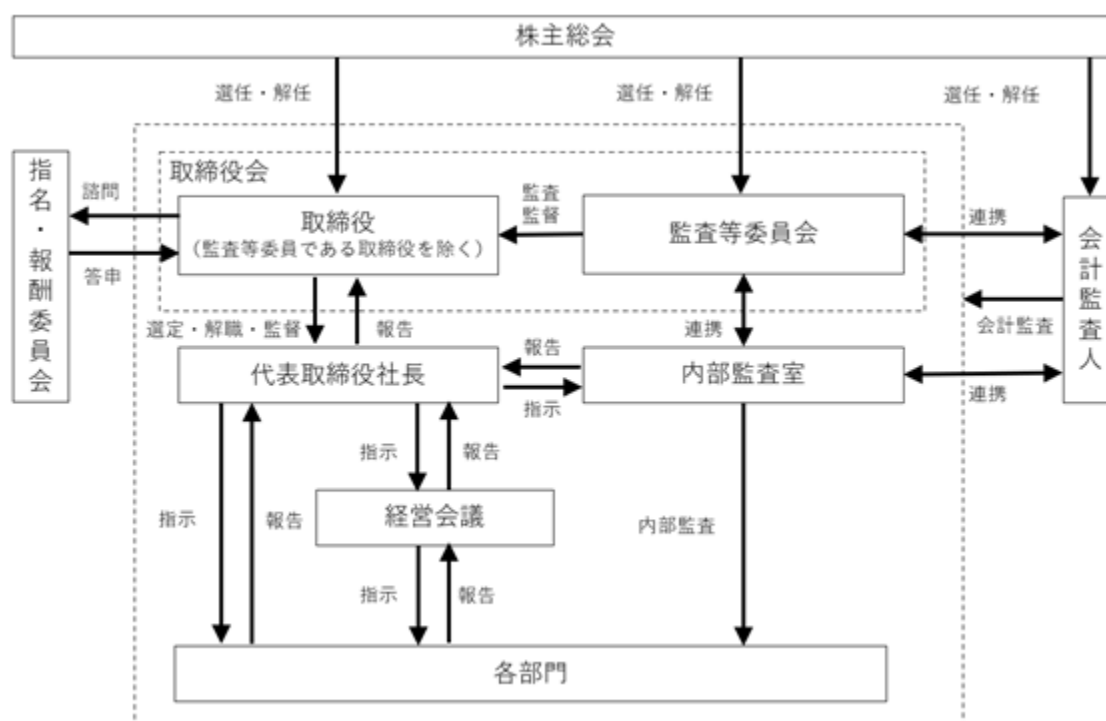 株主総会
選任・解任
選任・解任
選任・解任
指名・報酬委員会
諮問
答申
取締役会
取締役
（監査等委員である取締役を除く）
監査
監督
監査等委員会
連携
会計監査人
会計監査
選定・解職・監督
報告
連携
代表取締役社長
報告
指示
内部監査室
連携
指示
報告
経営会議
指示
報告
内部監査
指示
報告
各部門